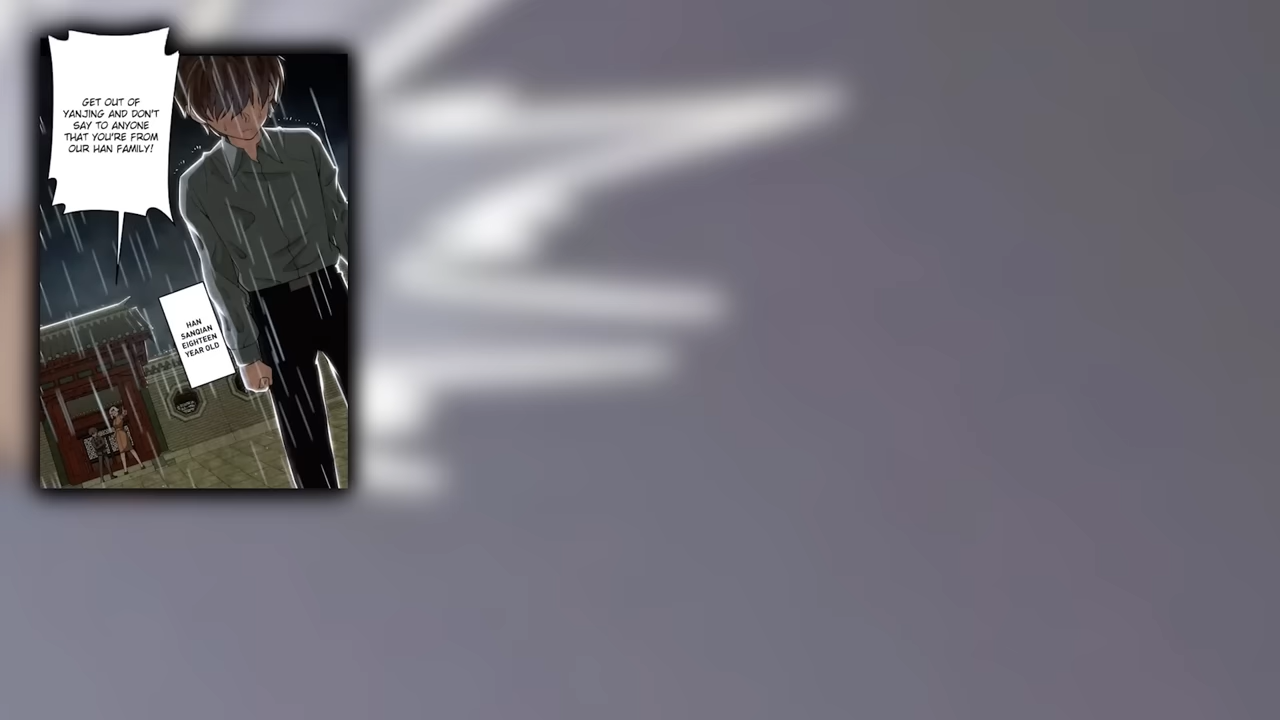 GET OUT OF
YANJING AND DON'T
SAY TO ANYONE
THAT YOU'RE FROM
OUR HAN FAMILY!
HAN
SANQIAN
EIGHTEEN
YEAR OLD